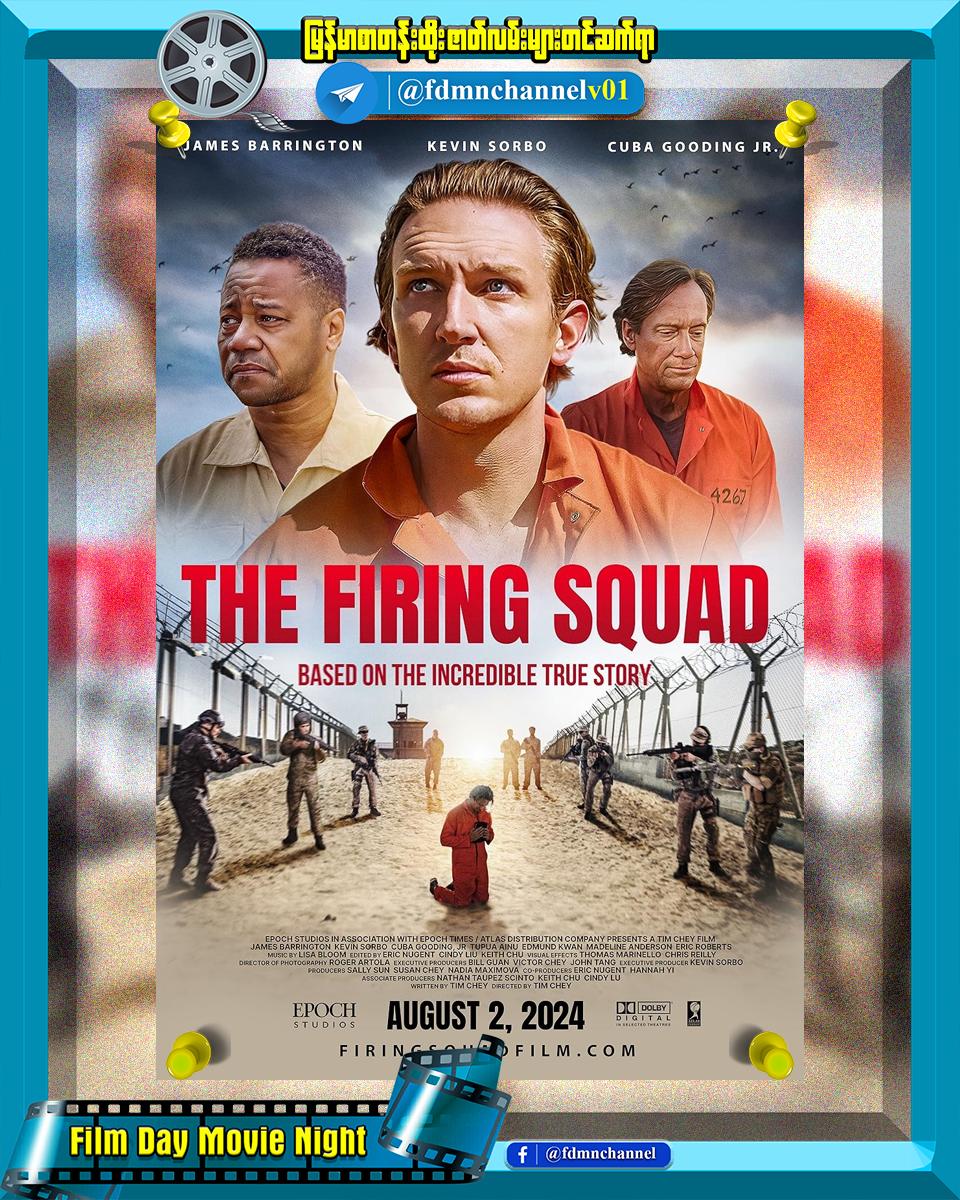 မြန်မာစာတန်းထိုးဇာတ်လမ်းများတင်ဆက်ရာ
@fdmnchannelv01
JAMES BARRINGTON KEVIN SORBO CUBA GOODING JR.
4267
THE FIRING SQUAD
BASED ON THE INCREDIBLE TRUE STORY
EPOCH STUDIOS IN ASSOCIATION WITH EPOCH TIMES / ATLAS DISTRIBUTION COMPANY PRESENTS A TIM CHEY FILM
JAMES BARRINGTON KEVIN SORBO CUBA GOODING, JR TUPUA AINU EDMUND KWAN MADELINE ANDERSON ERIC ROBERTS
MUSIC BY LISA BLOOM EDITED BY ERIC NUGENT CINDY LIU KEITH CHU VISUAL EFFECTS THOMAS MARINELLO CHRIS REILLY
DIRECTOR OF PHOTOGRAPHY ROGER ARTOLA EXECUTIVE PRODUCERS BILL GUAN VICTOR CHEY JOHN TANG EXECUTIVE PRODUCER KEVIN SORBO
PRODUCERS SALLY SUN SUSAN CHEY NADIA MAXIMOVA CO-PRODUCERS ERIC NUGENT HANNAH YI
ASSOCIATE PRODUCERS NATHAN TAUPEZ SCINTO KEITH CHU CINDY LU
WRITTEN BY TIM CHEY DIRECTED BY TIM CHEY
EPOCH STUDIOS
AUGUST 2, 2024
DOLBY DIGITAL
IN SELECTED THEATRES
Film Day Movie Night
@fdmnchannel